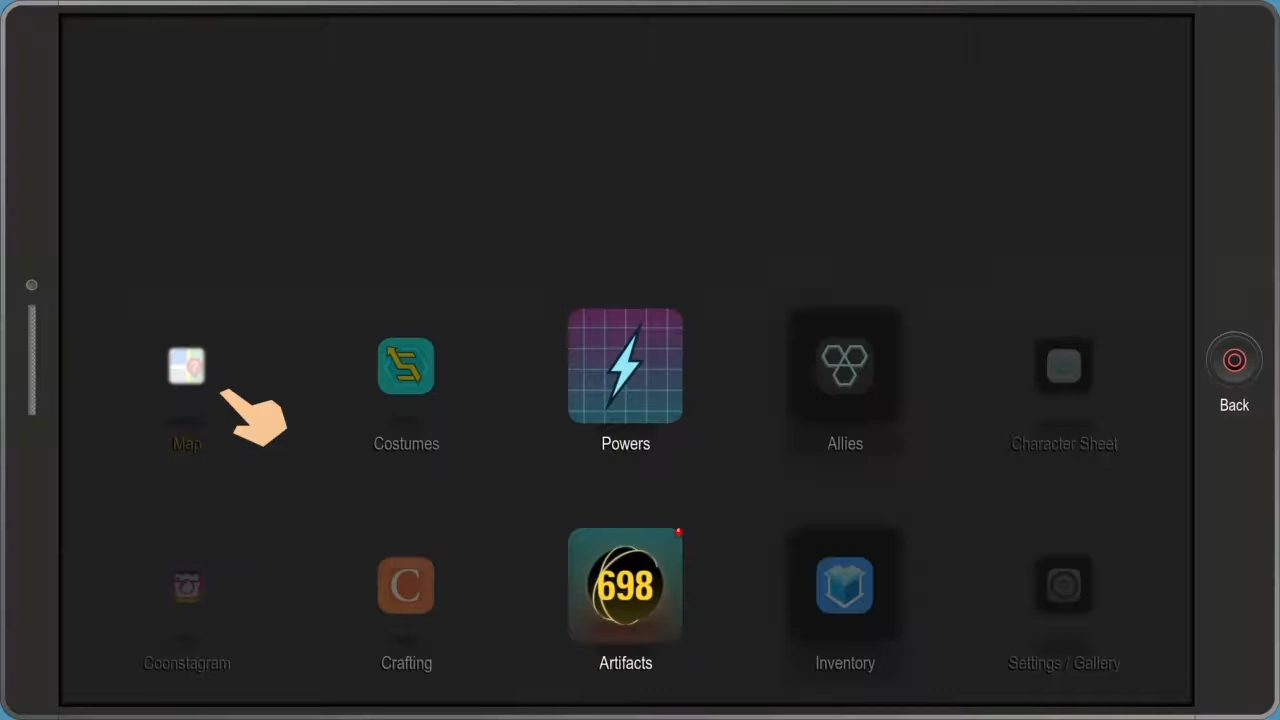 Back
Map
Costumes
Powers
Allies
Character Sheet
698
C
Coonstagram
Crafting
Artifacts
Inventory
Settings / Gallery